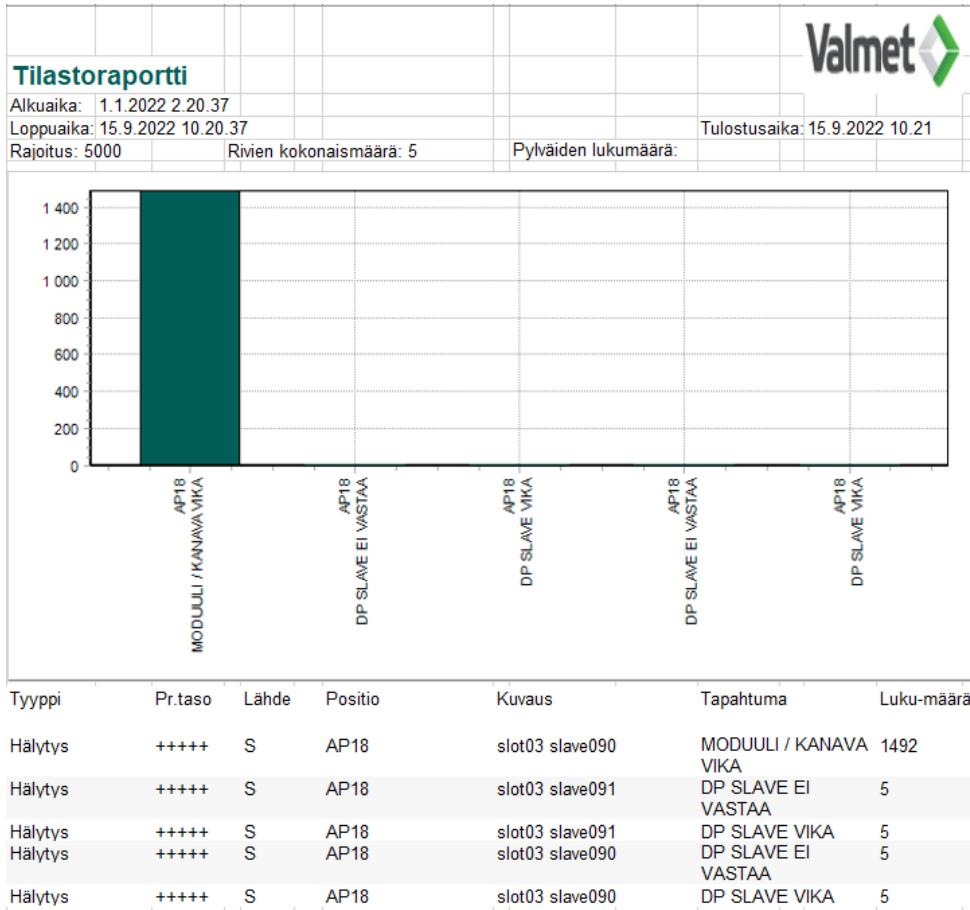 Valmet
Tilastoraportti
Alkuaika: 1.1.2022 2.20.37
Loppuaika: 15.9.2022 10.20.37 Tulostusaika: 15.9.2022 10.21
Rajoitus: 5000 Rivien kokonaismäärä: 5 Pylväiden lukumäärä:
1 400
1 200
1 000
800
600
400
200
0
AP18
MODUULI / KANAVA VIKA
AP18
DP SLAVE EI VASTAA
AP18
DP SLAVE VIKA
AP18
DP SLAVE EI VASTAA
AP18
DP SLAVE VIKA
Tyyppi Pr.taso Lähde Positio Kuvaus Tapahtuma Luku-määrä
Hälytys +++++ S AP18 slot03 slave090 MODUULI / KANAVA 1492
VIKA
Hälytys +++++ S AP18 slot03 slave091 DP SLAVE EI 5
VASTAA
Hälytys +++++ S AP18 slot03 slave091 DP SLAVE VIKA 5
Hälytys +++++ S AP18 slot03 slave090 DP SLAVE EI 5
VASTAA
Hälytys +++++ S AP18 slot03 slave090 DP SLAVE VIKA 5